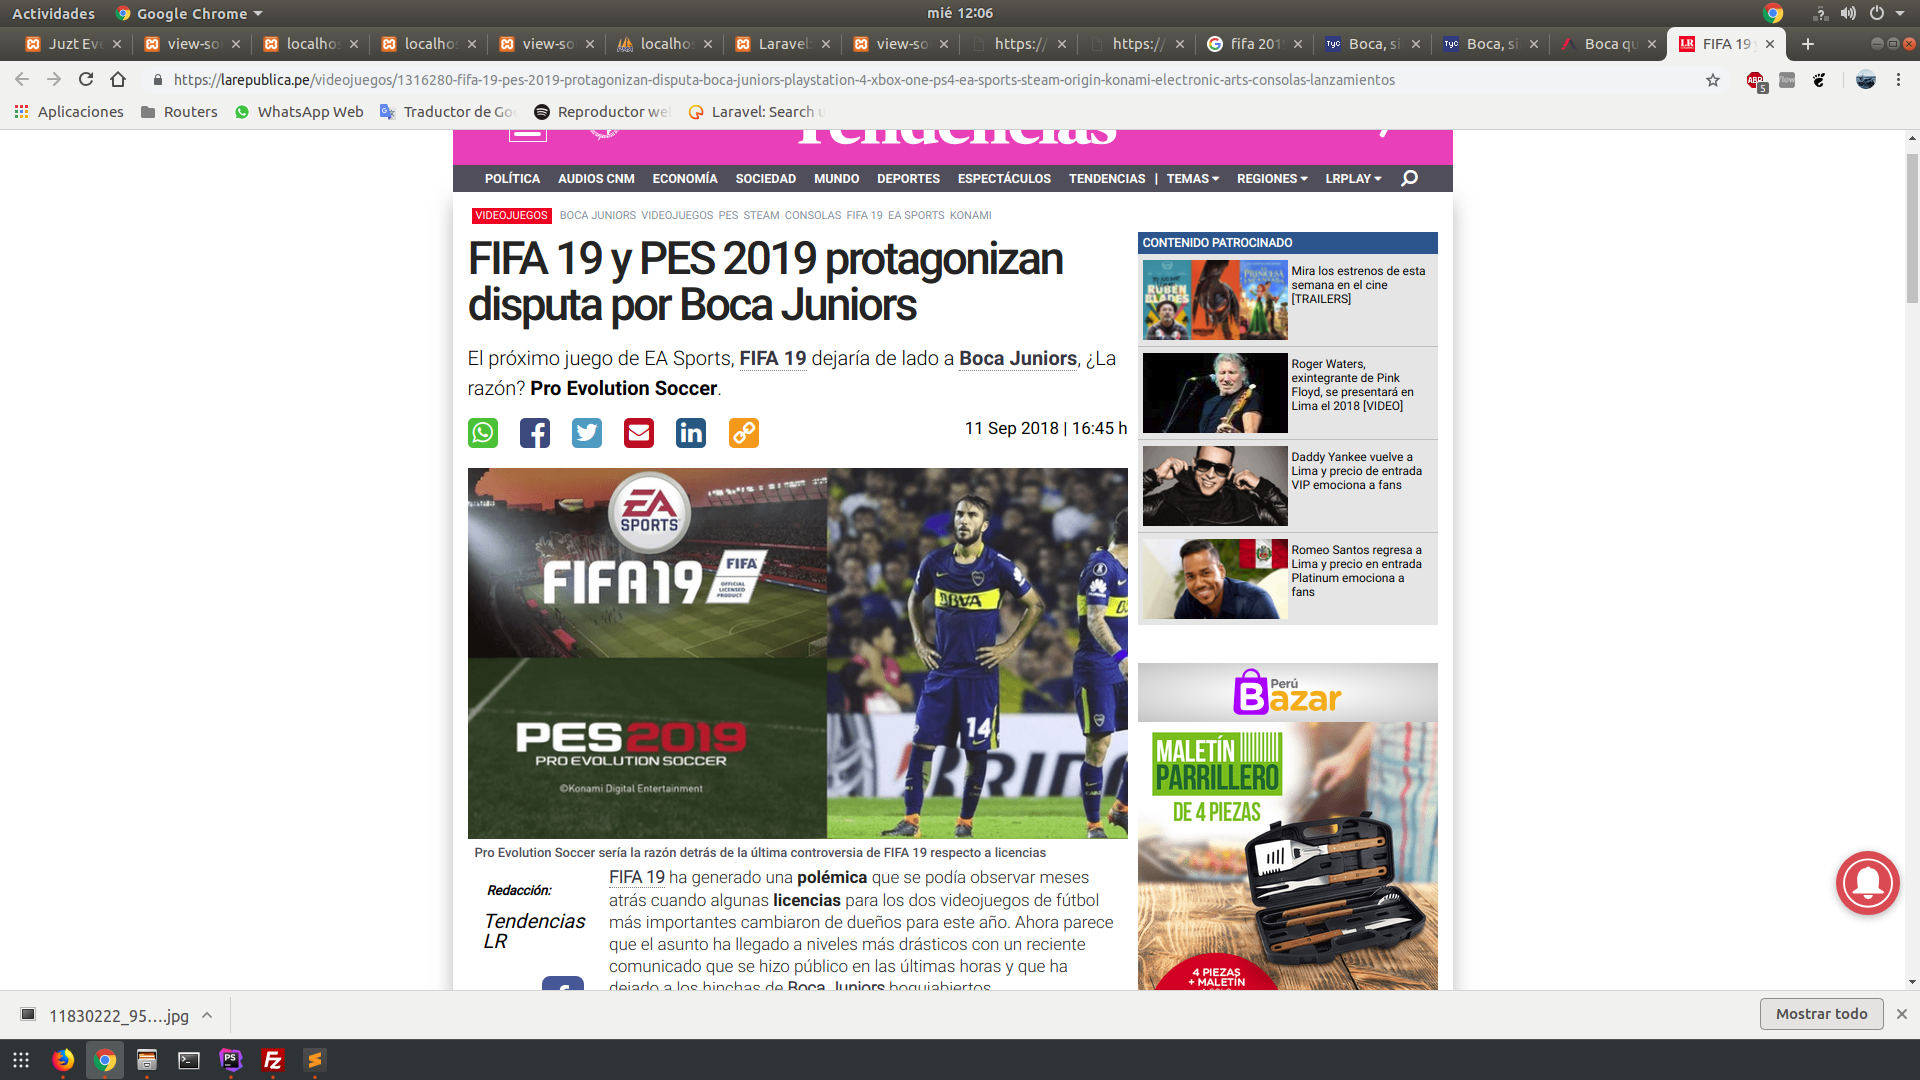 Actividades
Google Chrome
mié 12:06
Juzt Eve
view-so
localhos
localhos
view-so
localhos
Laravel:
view-so
https://
https://
fifa 201
Boca, si
Boca, si
Boca qu
FIFA 19 y
https://larepublica.pe/videojuegos/1316280-fifa-19-pes-2019-protagonizan-disputa-boca-juniors-playstation-4-xbox-one-ps4-ea-sports-steam-origin-konami-electronic-arts-consolas-lanzamientos
Aplicaciones
Routers
WhatsApp Web
Traductor de Go
Reproductor we
Laravel: Search u
Tendencias
POLÍTICA AUDIOS CNM ECONOMÍA SOCIEDAD MUNDO DEPORTES ESPECTÁCULOS TENDENCIAS | TEMAS REGIONES LRPLAY
VIDEOJUEGOS BOCA JUNIORS VIDEOJUEGOS PES STEAM CONSOLAS FIFA 19 EA SPORTS KONAMI
FIFA 19 y PES 2019 protagonizan
disputa por Boca Juniors
El próximo juego de EA Sports, FIFA 19 dejaría de lado a Boca Juniors, ¿La
razón? Pro Evolution Soccer.
11 Sep 2018 | 16:45 h
EA
SPORTS
FIFA19
FIFA
OFFICIAL
LICENSED
PRODUCT
PES2019
PRO EVOLUTION SOCCER
©Konami Digital Entertainment
BBVA
14
BRIDG
Pro Evolution Soccer sería la razón detrás de la última controversia de FIFA 19 respecto a licencias
Redacción:
Tendencias
LR
FIFA 19 ha generado una polémica que se podía observar meses
atrás cuando algunas licencias para los dos videojuegos de fútbol
más importantes cambiaron de dueños para este año. Ahora parece
que el asunto ha llegado a niveles más drásticos con un reciente
comunicado que se hizo público en las últimas horas y que ha
dejado a los hinchas de Boca Juniors boquiabiertos.
CONTENIDO PATROCINADO
RUBEN
BLADES
PRINCESA
Mira los estrenos de esta
semana en el cine
[TRAILERS]
Roger Waters,
exintegrante de Pink
Floyd, se presentará en
Lima el 2018 [VIDEO]
Daddy Yankee vuelve a
Lima y precio de entrada
VIP emociona a fans
Romeo Santos regresa a
Lima y precio en entrada
Platinum emociona a
fans
Perú
Bazar
MALETÍN
PARRILLERO
DE 4 PIEZAS
4 PIEZAS
+ MALETÍN
11830222_95....jpg
Mostrar todo